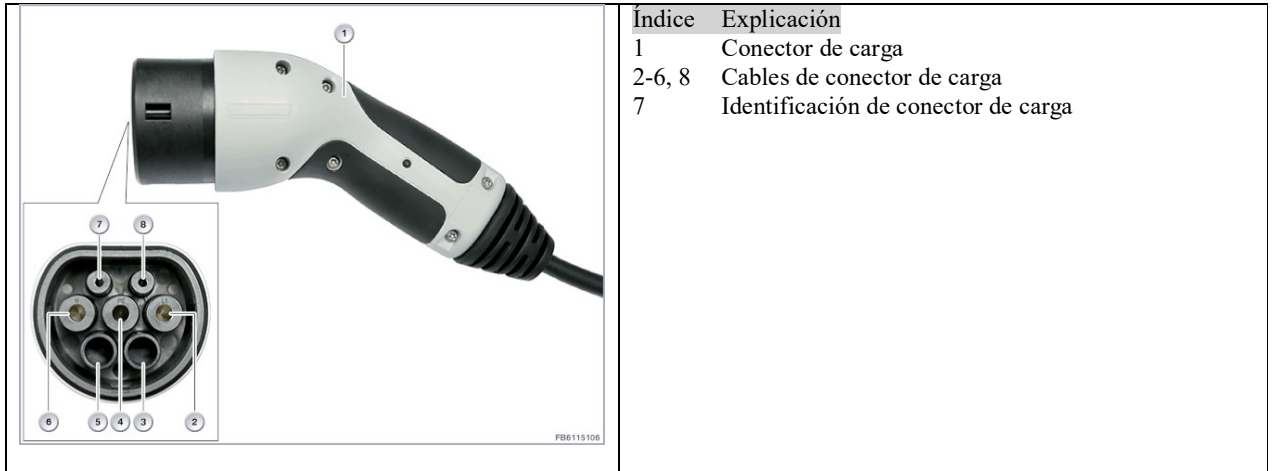 1
7 8
6 5 4 3 2
FB6115106
Índice Explicación
1 Conector de carga
2-6, 8 Cables de conector de carga
7 Identificación de conector de carga